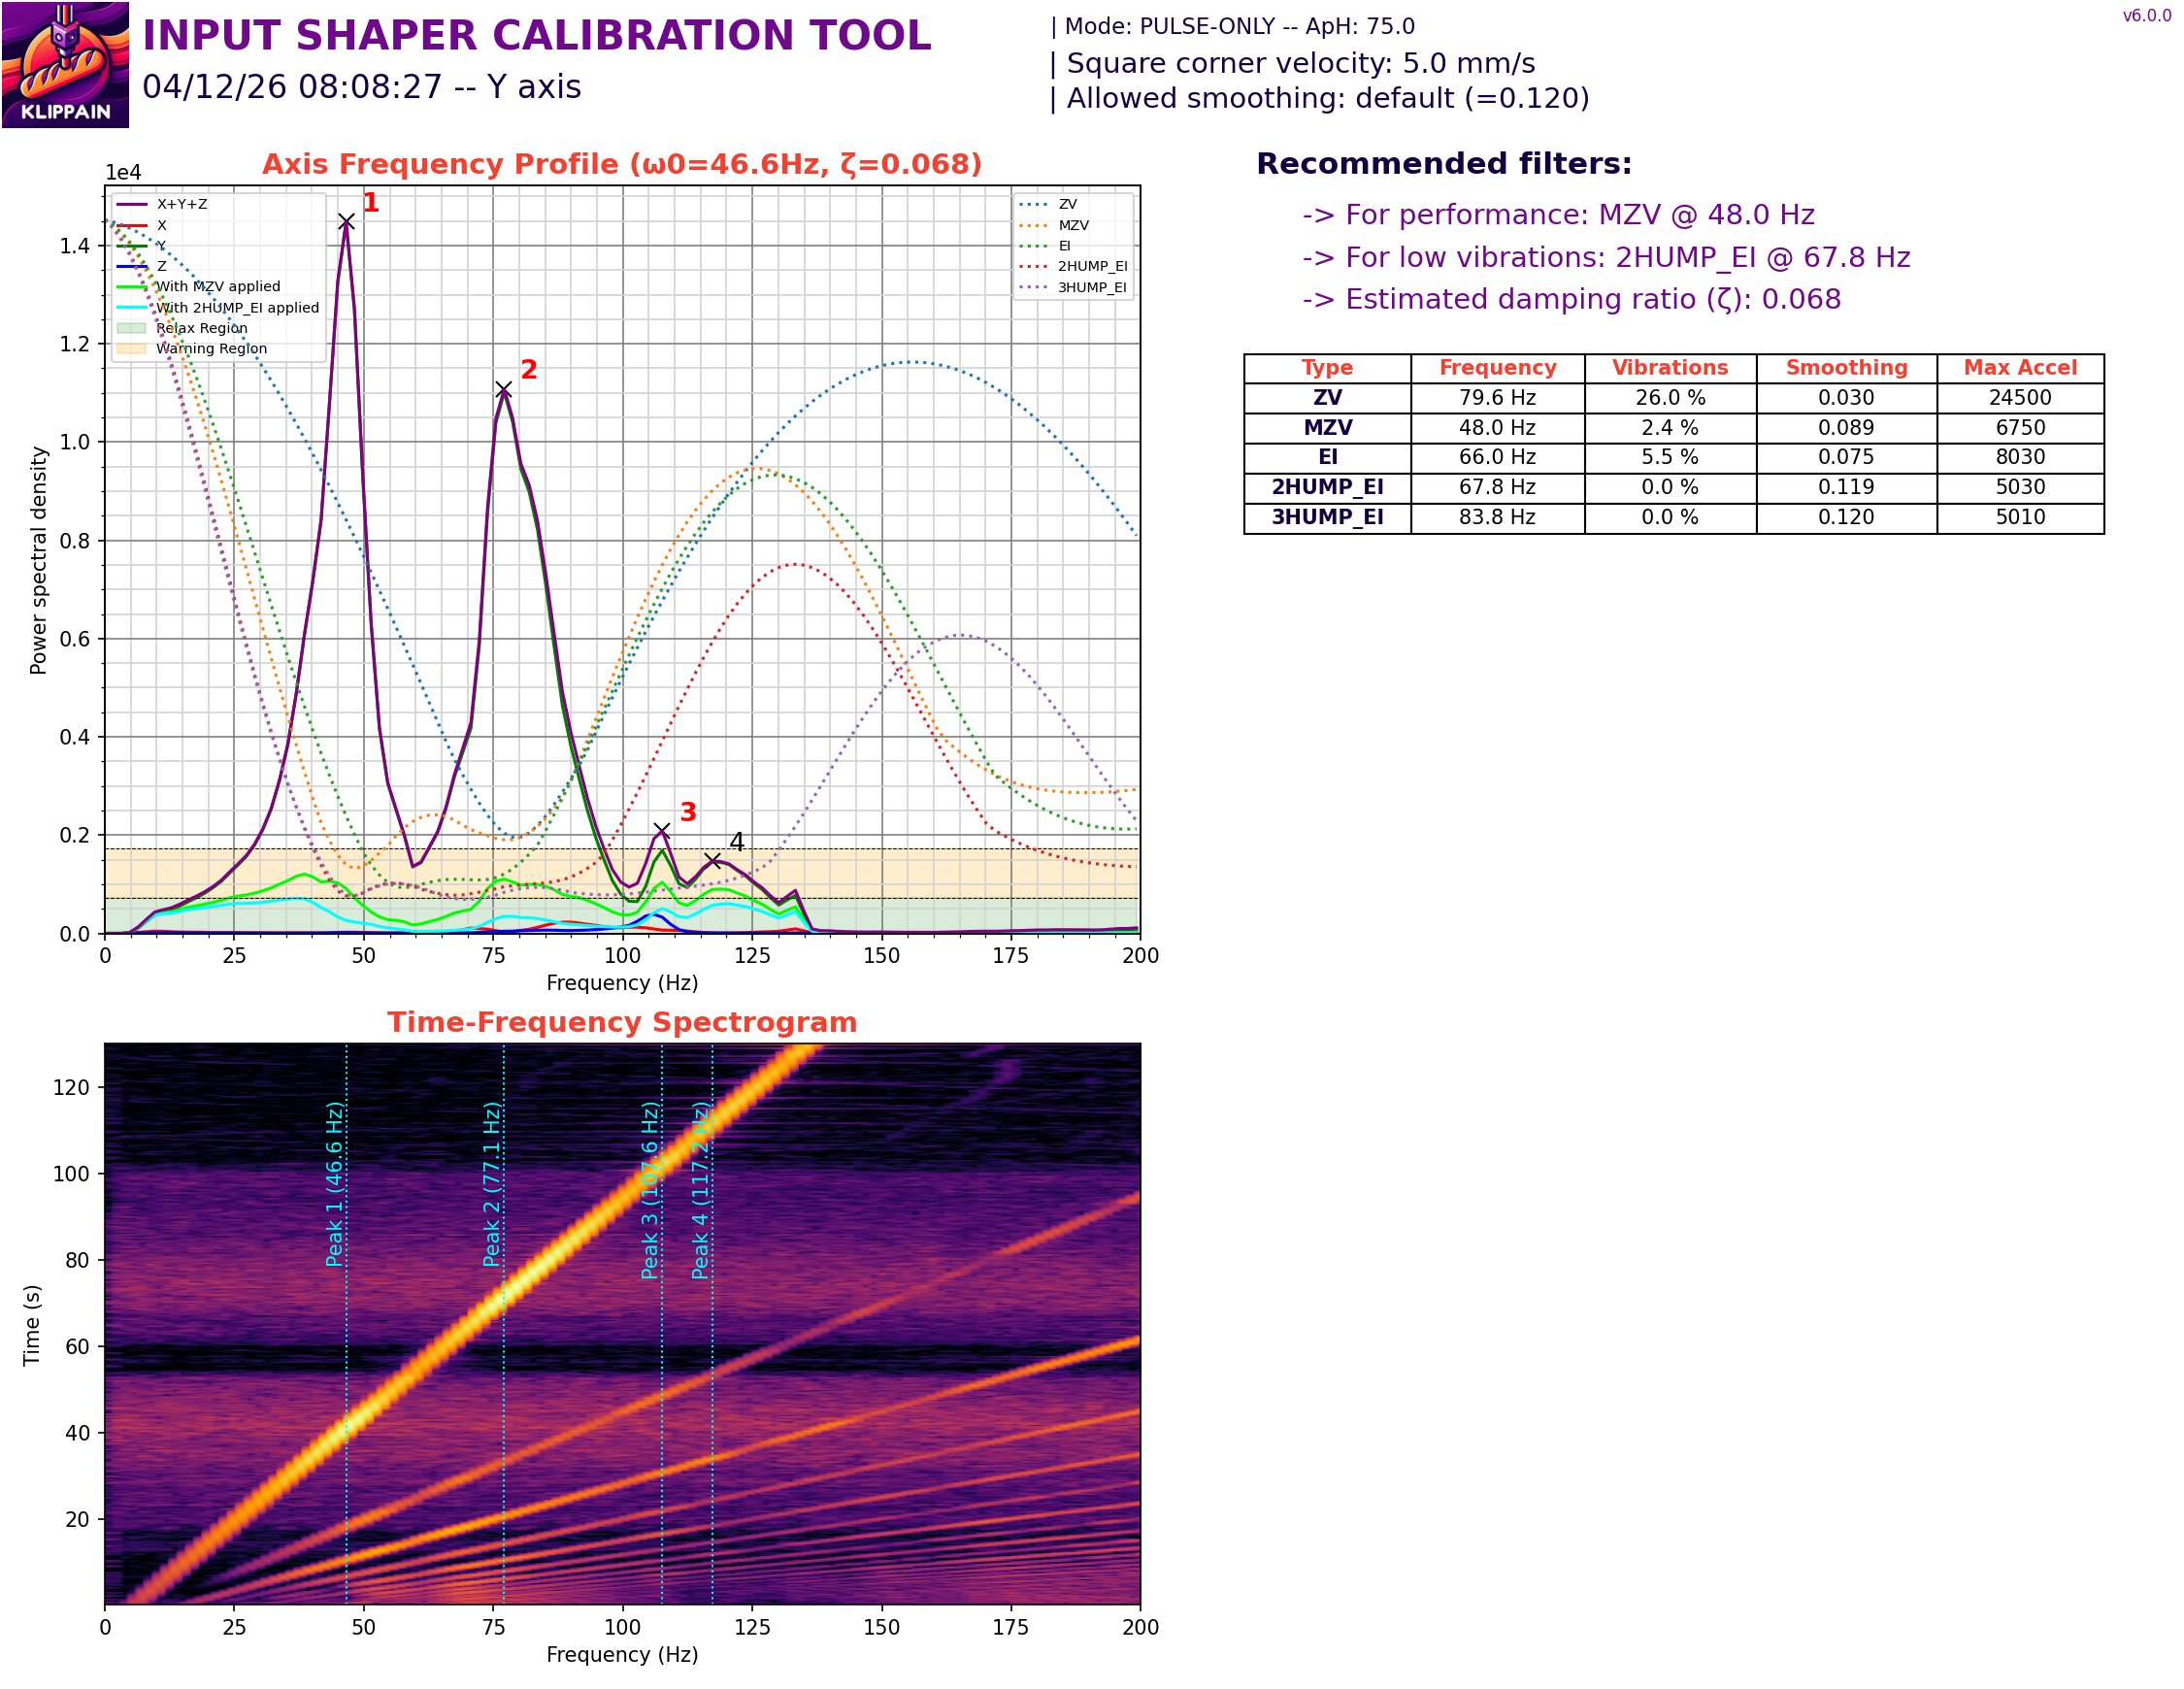 KLIPPAIN
INPUT SHAPER CALIBRATION TOOL
04/12/26 08:08:27 -- Y axis
| Mode: PULSE-ONLY -- ApH: 75.0
| Square corner velocity: 5.0 mm/s
| Allowed smoothing: default (=0.120)
v6.0.0
Axis Frequency Profile (ω0=46.6Hz, ζ=0.068)
1e4
X+Y+Z
X
Y
Z
With MZV applied
With 2HUMP_EI applied
Relax Region
Warning Region
ZV
MZV
EI
2HUMP_EI
3HUMP_EI
1
2
3
4
Power spectral density
1.4
1.2
1.0
0.8
0.6
0.4
0.2
0.0
0 25 50 75 100 125 150 175 200
Frequency (Hz)
Recommended filters:
-> For performance: MZV @ 48.0 Hz
-> For low vibrations: 2HUMP_EI @ 67.8 Hz
-> Estimated damping ratio (ζ): 0.068
Type Frequency Vibrations Smoothing Max Accel
ZV 79.6 Hz 26.0 % 0.030 24500
MZV 48.0 Hz 2.4 % 0.089 6750
EI 66.0 Hz 5.5 % 0.075 8030
2HUMP_EI 67.8 Hz 0.0 % 0.119 5030
3HUMP_EI 83.8 Hz 0.0 % 0.120 5010
Time-Frequency Spectrogram
Time (s)
120
100
80
60
40
20
Peak 1 (46.6 Hz)
Peak 2 (77.1 Hz)
Peak 3 (107.6 Hz)
Peak 4 (117.2 Hz)
0 25 50 75 100 125 150 175 200
Frequency (Hz)